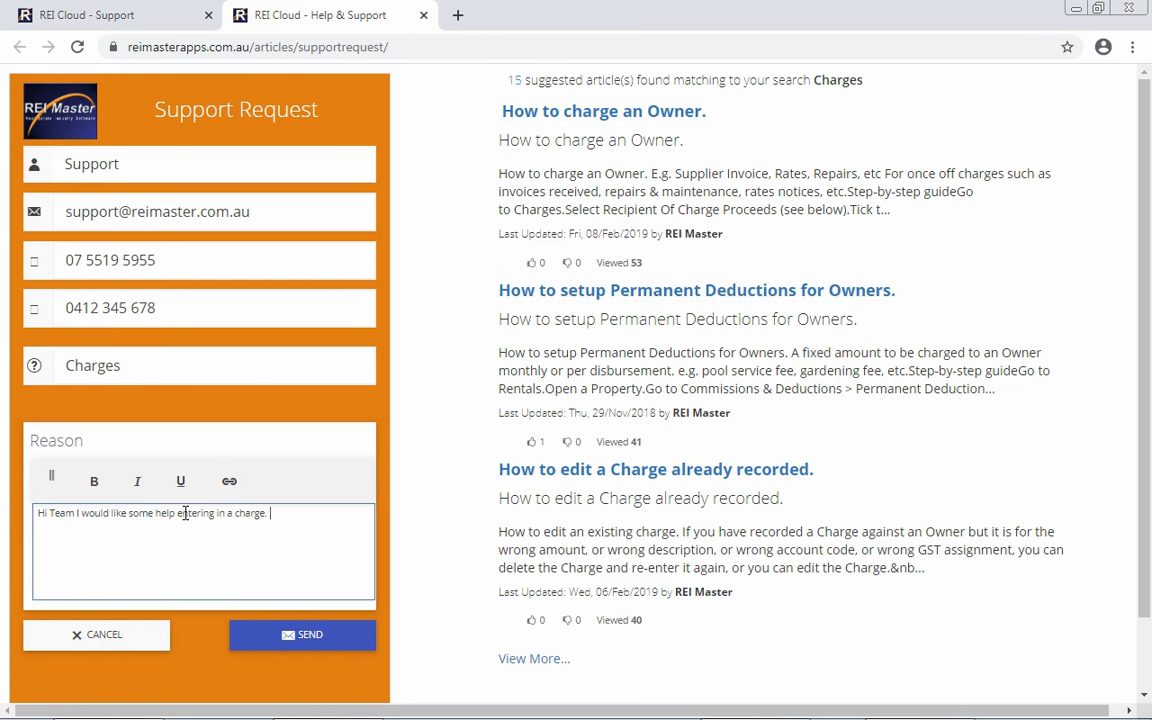 REI Cloud - Support
REI Cloud - Help & Support
reimasterapps.com.au/articles/supportrequest/
REI Master
Real Estate Industry Software
Support Request
Support
support@reimaster.com.au
07 5519 5955
0412 345 678
Charges
Reason
B I U
Hi Team I would like some help entering in a charge.
CANCEL
SEND
15 suggested article(s) found matching to your search Charges
How to charge an Owner.
How to charge an Owner.
How to charge an Owner. E.g. Supplier Invoice, Rates, Repairs, etc For once off charges such as
invoices received, repairs & maintenance, rates notices, etc.Step-by-step guideGo
to Charges.Select Recipient Of Charge Proceeds (see below).Tick t...
Last Updated: Fri, 08/Feb/2019 by REI Master
0 0 Viewed 53
How to setup Permanent Deductions for Owners.
How to setup Permanent Deductions for Owners.
How to setup Permanent Deductions for Owners. A fixed amount to be charged to an Owner
monthly or per disbursement. e.g. pool service fee, gardening fee, etc.Step-by-step guideGo to
Rentals.Open a Property.Go to Commissions & Deductions > Permanent Deduction...
Last Updated: Thu, 29/Nov/2018 by REI Master
1 0 Viewed 41
How to edit a Charge already recorded.
How to edit a Charge already recorded.
How to edit an existing charge. If you have recorded a Charge against an Owner but it is for the
wrong amount, or wrong description, or wrong account code, or wrong GST assignment, you can
delete the Charge and re-enter it again, or you can edit the Charge.&nb...
Last Updated: Wed, 06/Feb/2019 by REI Master
0 0 Viewed 40
View More...